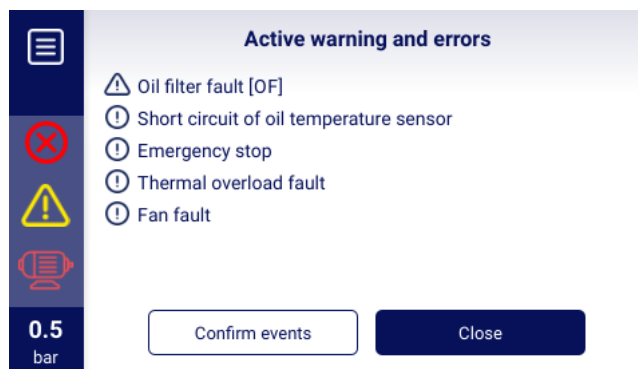 Active warning and errors
Oil filter fault [OF]
Short circuit of oil temperature sensor
Emergency stop
Thermal overload fault
Fan fault
Confirm events
Close
0.5
bar